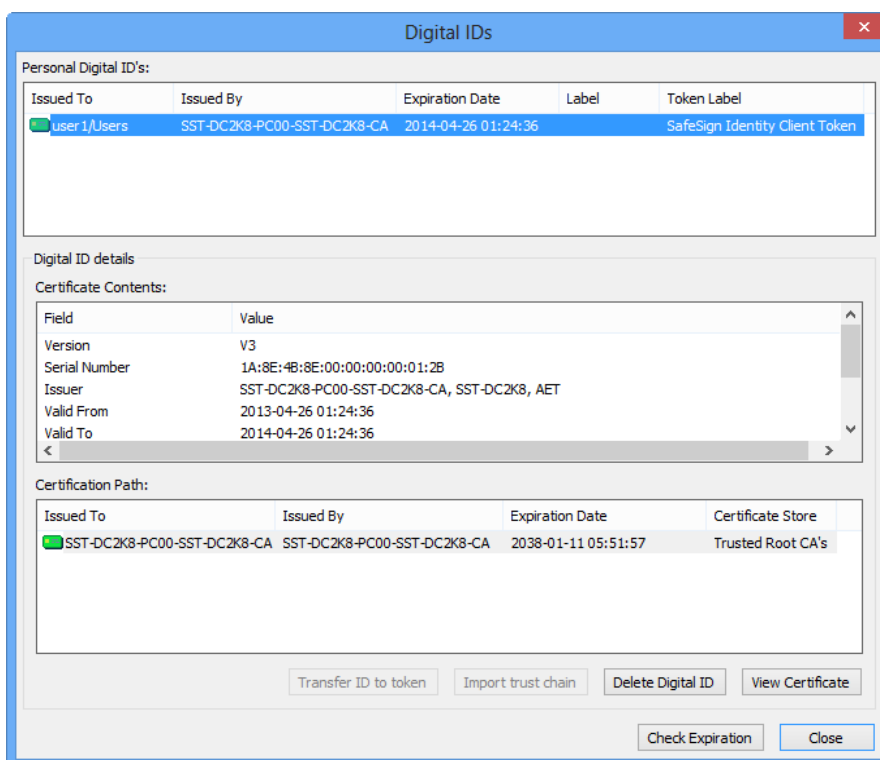 Digital IDs
Personal Digital ID's:
Issued To Issued By Expiration Date Label Token Label
user1/Users SST-DC2K8-PC00-SST-DC2K8-CA 2014-04-26 01:24:36 SafeSign Identity Client Token
Digital ID details
Certificate Contents:
Field Value
Version V3
Serial Number 1A:8E:4B:8E:00:00:00:00:01:2B
Issuer SST-DC2K8-PC00-SST-DC2K8-CA, SST-DC2K8, AET
Valid From 2013-04-26 01:24:36
Valid To 2014-04-26 01:24:36
Certification Path:
Issued To Issued By Expiration Date Certificate Store
SST-DC2K8-PC00-SST-DC2K8-CA SST-DC2K8-PC00-SST-DC2K8-CA 2038-01-11 05:51:57 Trusted Root CA's
Transfer ID to token Import trust chain Delete Digital ID View Certificate
Check Expiration Close